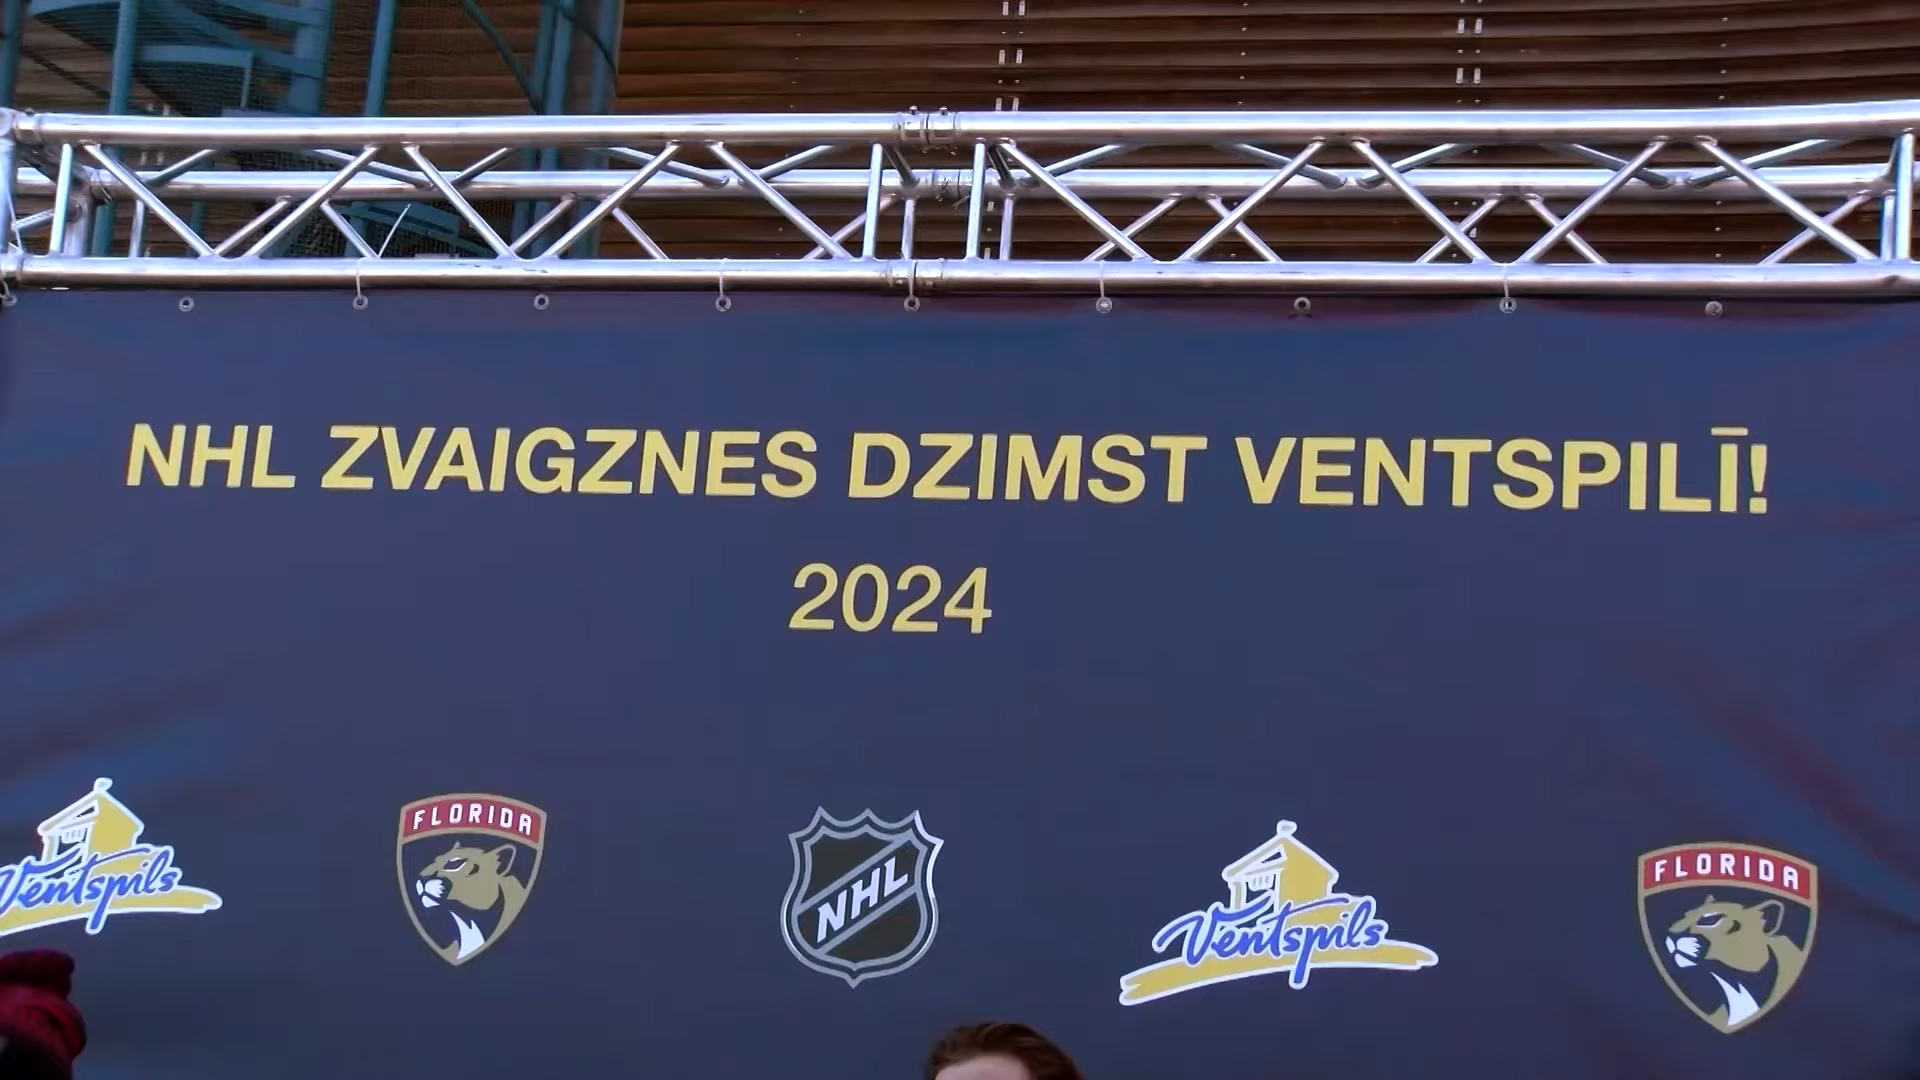 NHL ZVAIGZNES DZIMST VENTSPILĪ!
2024
Ventspils
FLORIDA
NHL
Ventspils
FLORIDA